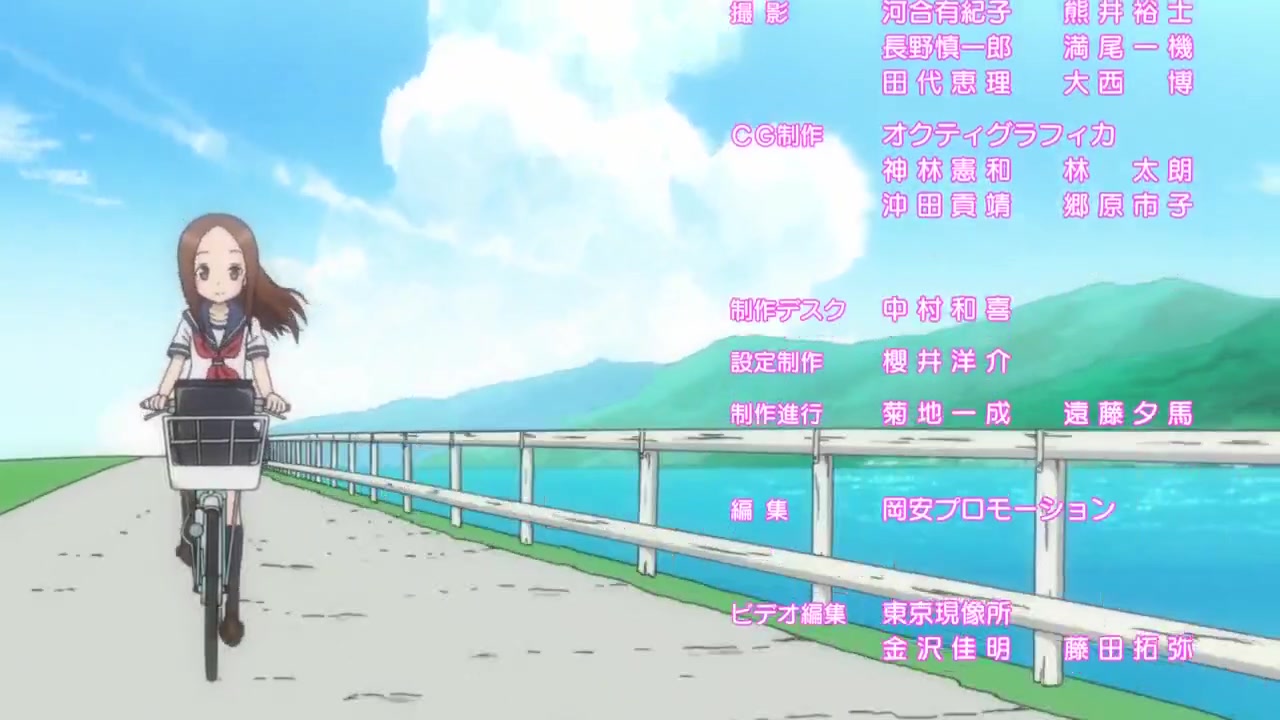 撮影 河合有紀子 熊井裕士
長野慎一郎 満尾一機
田代恵理 大西 博
CG制作 オクティグラフィカ
神林憲和 林 太朗
沖田貢靖 郷原市子
制作デスク 中村和喜
設定制作 櫻井洋介
制作進行 菊地一成 遠藤夕馬
編集 岡安プロモーション
ビデオ編集 東京現像所
金沢佳明 藤田拓弥